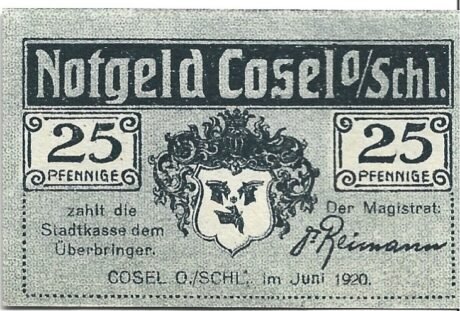 Notgeld Cosel O/Schl.
25
PFENNIGE
25
PFENNIGE
zahlt die
Stadtkasse dem
Überbringer.
Der Magistrat:
Reimann
COSEL O./SCHL., im Juni 1920.